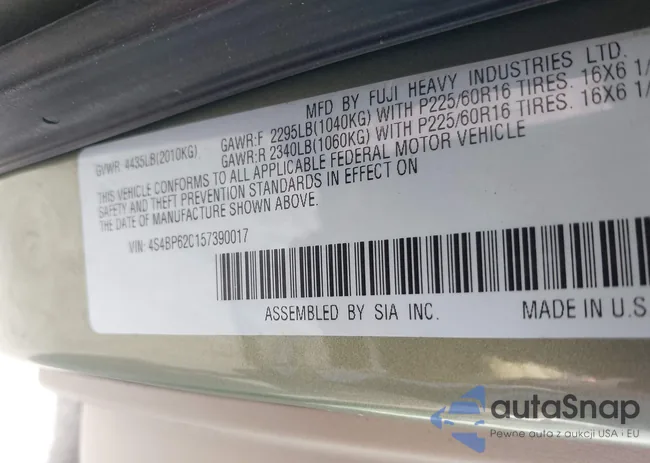 MFD BY FUJI HEAVY INDUSTRIES LTD.
GVWR 4435LB(2010KG) GAWR:F 2295LB(1040KG) WITH P225/60R16 TIRES. 16X6 1/
GAWR:R 2340LB(1060KG) WITH P225/60R16 TIRES. 16X6 1/
THIS VEHICLE CONFORMS TO ALL APPLICABLE FEDERAL MOTOR VEHICLE
SAFETY AND THEFT PREVENTION STANDARDS IN EFFECT ON
THE DATE OF MANUFACTURE SHOWN ABOVE.
VIN: 4S4BP62C157390017
ASSEMBLED BY SIA INC. MADE IN U.S
autaSnap
Pewne auta z aukcji USA i EU